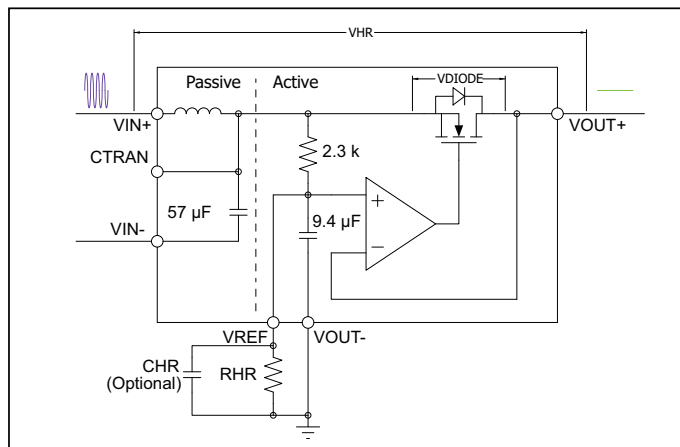 VHR
Passive
Active
VDIODE
VIN+
VOUT+
CTRAN
2.3 k
57 µF
9.4 µF
+
−
VIN-
VREF
VOUT-
CHR
(Optional)
RHR